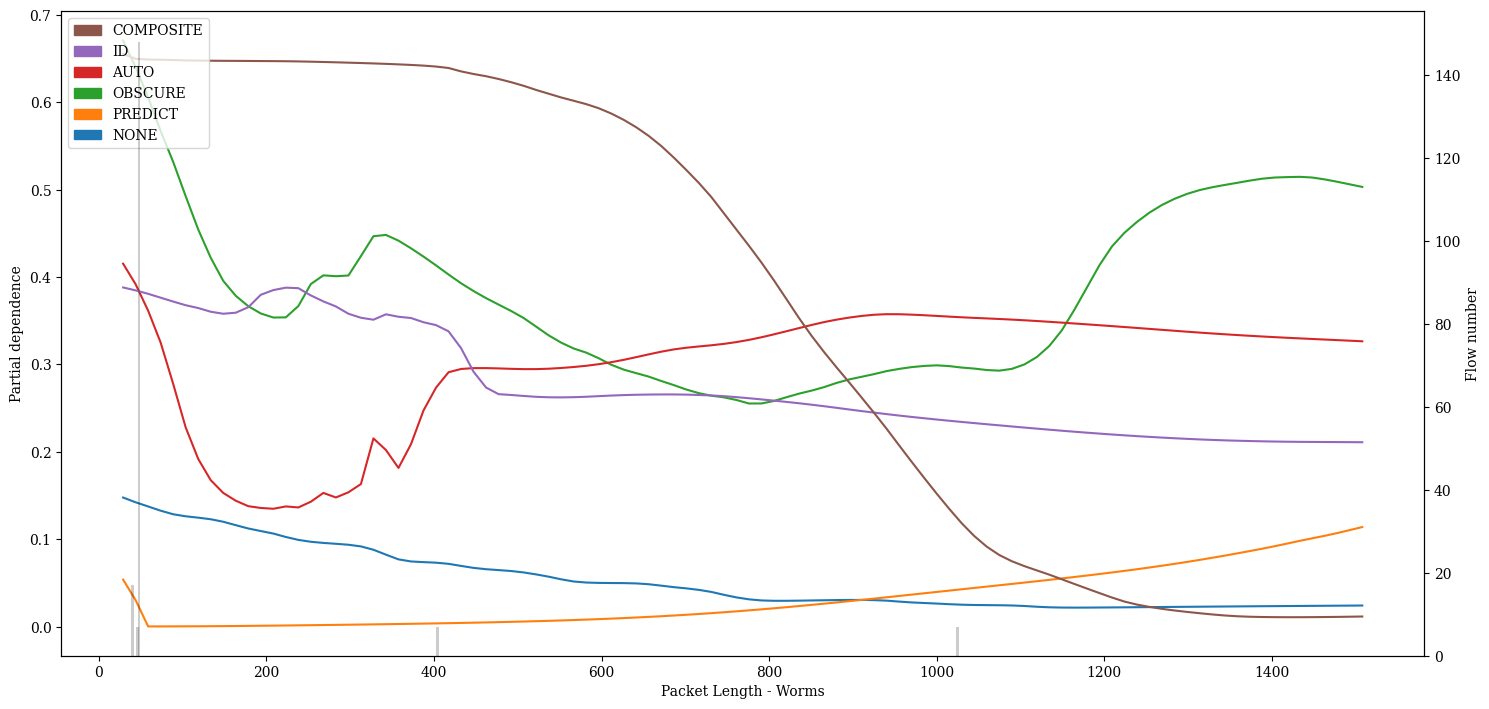 COMPOSITE
ID
AUTO
OBSCURE
PREDICT
NONE
Partial dependence
0.7
0.6
0.5
0.4
0.3
0.2
0.1
0.0
0 200 400 600 800 1000 1200 1400
Packet Length - Worms
140
120
100
80
60
40
20
0
Flow number